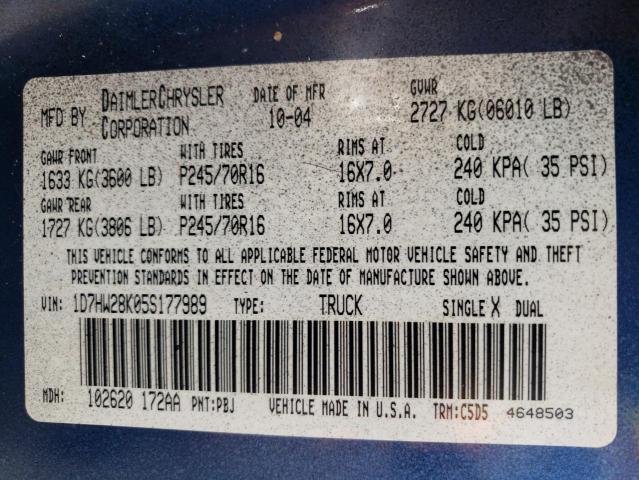 MFD BY DAIMLERCHRYSLER CORPORATION DATE OF MFR 10-04 GVWR 2727 KG(06010 LB)
GAWR FRONT WITH TIRES RIMS AT COLD
1633 KG(3600 LB) P245/70R16 16X7.0 240 KPA( 35 PSI)
GAWR REAR WITH TIRES RIMS AT COLD
1727 KG(3806 LB) P245/70R16 16X7.0 240 KPA( 35 PSI)
THIS VEHICLE CONFORMS TO ALL APPLICABLE FEDERAL MOTOR VEHICLE SAFETY AND THEFT
PREVENTION STANDARDS IN EFFECT ON THE DATE OF MANUFACTURE SHOWN ABOVE.
VIN: 1D7HW28K05S177989 TYPE: TRUCK SINGLE X DUAL
MDH: 102620 172AA PNT:PBJ VEHICLE MADE IN U.S.A. TRM:C5D5 4648503